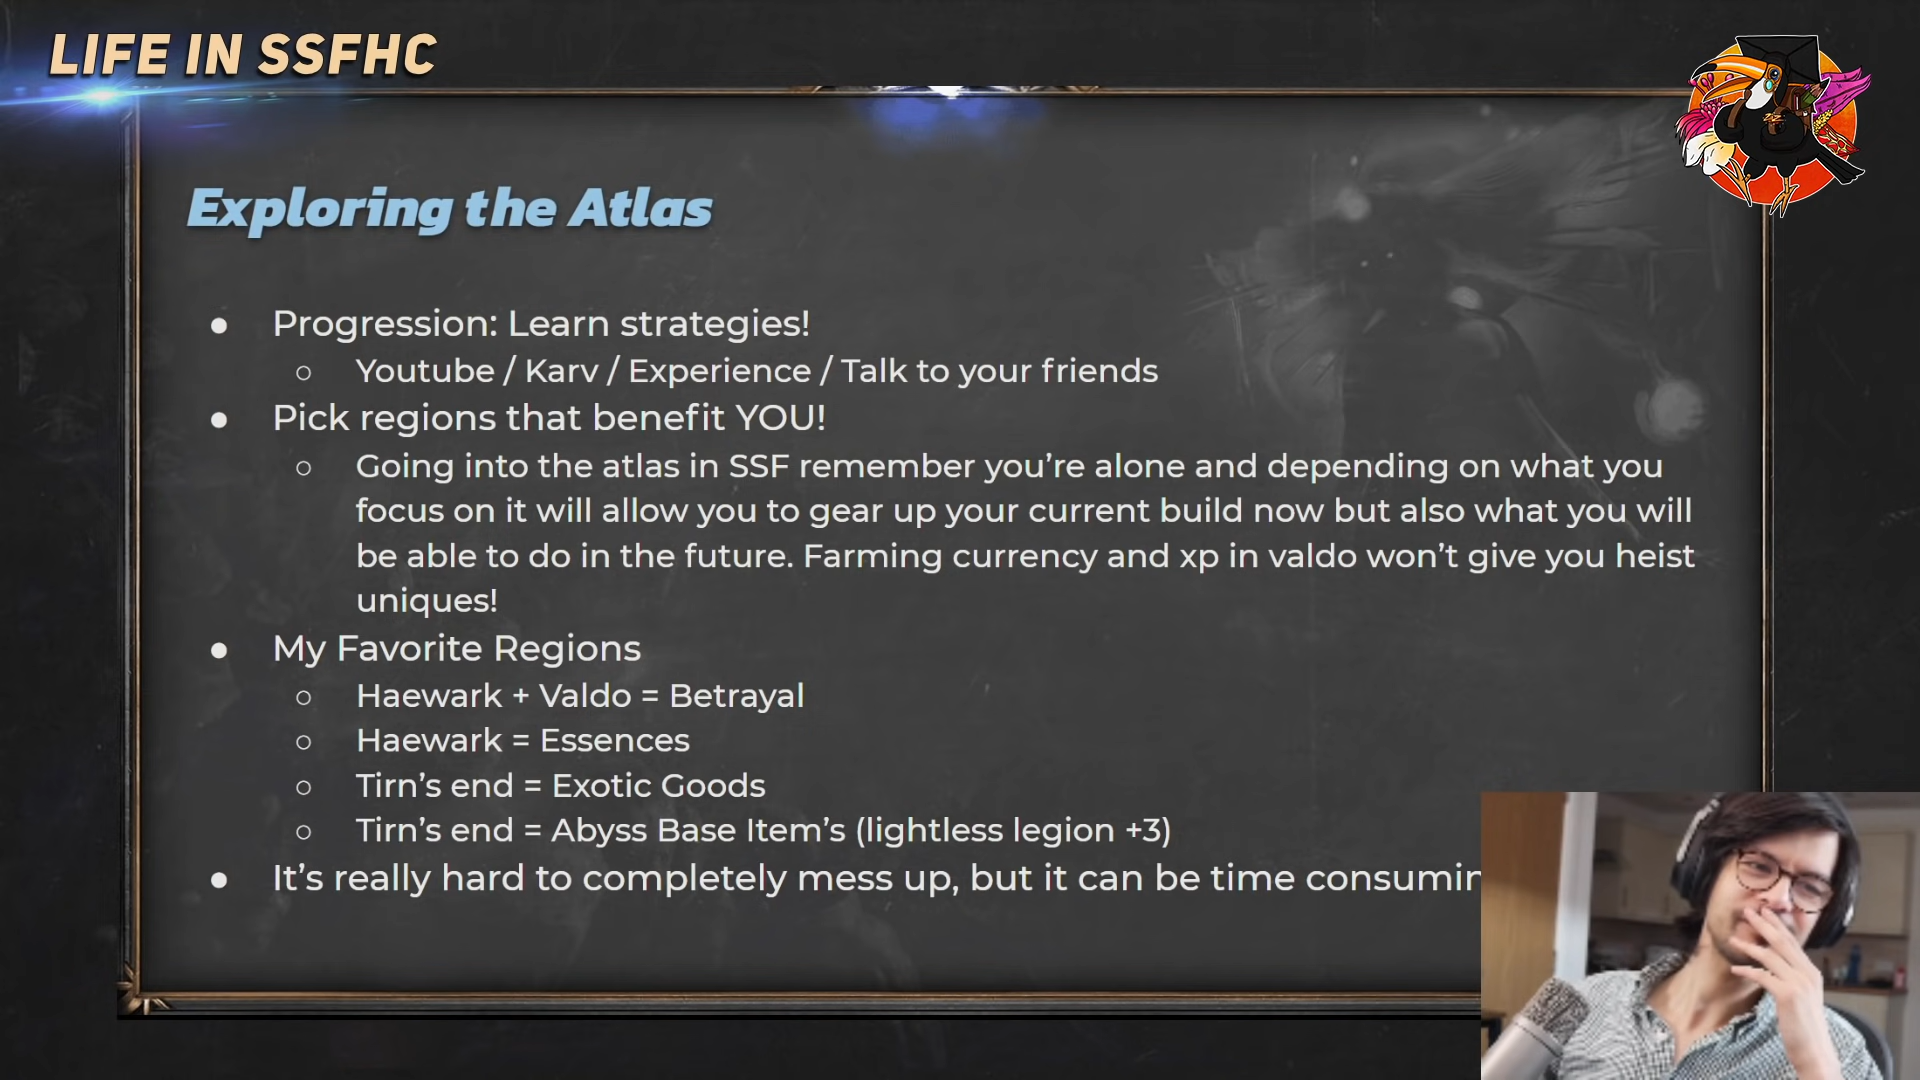 LIFE IN SSFHC
Exploring the Atlas
● Progression: Learn strategies!
○ Youtube / Karv / Experience / Talk to your friends
● Pick regions that benefit YOU!
○ Going into the atlas in SSF remember you’re alone and depending on what you
focus on it will allow you to gear up your current build now but also what you will
be able to do in the future. Farming currency and xp in valdo won’t give you heist
uniques!
● My Favorite Regions
○ Haewark + Valdo = Betrayal
○ Haewark = Essences
○ Tirn’s end = Exotic Goods
○ Tirn’s end = Abyss Base Item’s (lightless legion +3)
● It’s really hard to completely mess up, but it can be time